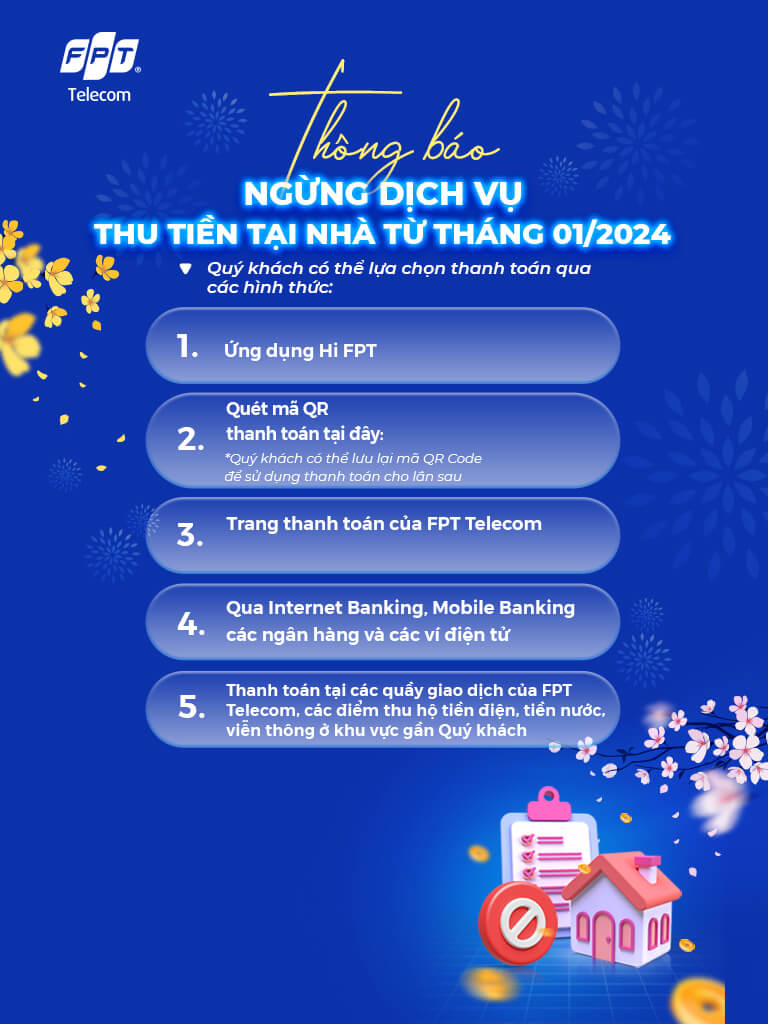 FPT®
Telecom
Thông báo
NGỪNG DỊCH VỤ
THU TIỀN TẠI NHÀ TỪ THÁNG 01/2024
Quý khách có thể lựa chọn thanh toán qua
các hình thức:
1. Ứng dụng Hi FPT
2. Quét mã QR
thanh toán tại đây:
*Quý khách có thể lưu lại mã QR Code
để sử dụng thanh toán cho lần sau
3. Trang thanh toán của FPT Telecom
4. Qua Internet Banking, Mobile Banking
các ngân hàng và các ví điện tử
5. Thanh toán tại các quầy giao dịch của FPT
Telecom, các điểm thu hộ tiền điện, tiền nước,
viễn thông ở khu vực gần Quý khách